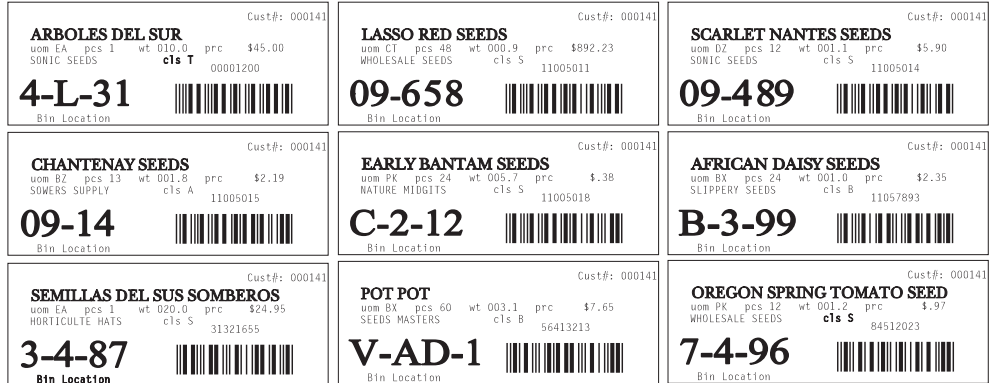 Cust#: 000141
ARBOLES DEL SUR
uom EA pcs 1 wt 010.0 prc $45.00
SONIC SEEDS cls T
00001200
4-L-31
Bin Location
Cust#: 000141
LASSO RED SEEDS
uom CT pcs 48 wt 000.9 prc $892.23
WHOLESALE SEEDS cls S
11005011
09-658
Bin Location
Cust#: 000141
SCARLET NANTES SEEDS
uom DZ pcs 12 wt 001.1 prc $5.90
SONIC SEEDS cls S
11005014
09-489
Bin Location
Cust#: 000141
CHANTENAY SEEDS
uom BZ pcs 13 wt 001.8 prc $2.19
SOWERS SUPPLY cls A
11005015
09-14
Bin Location
Cust#: 000141
EARLY BANTAM SEEDS
uom PK pcs 24 wt 005.7 prc $.38
NATURE MIDGITS cls S
11005018
C-2-12
Bin Location
Cust#: 000141
AFRICAN DAISY SEEDS
uom BX pcs 24 wt 001.0 prc $2.35
SLIPPERY SEEDS cls B
11057893
B-3-99
Bin Location
Cust#: 000141
SEMILLAS DEL SUS SOMBEROS
uom EA pcs 1 wt 020.0 prc $24.95
HORTICULTE HATS cls S
31321655
3-4-87
Bin Location
Cust#: 000141
POT POT
uom BX pcs 60 wt 003.1 prc $7.65
SEEDS MASTERS cls B
56413213
V-AD-1
Bin Location
Cust#: 000141
OREGON SPRING TOMATO SEED
uom PK pcs 12 wt 001.2 prc $.97
WHOLESALE SEEDS cls S
84512023
7-4-96
Bin Location